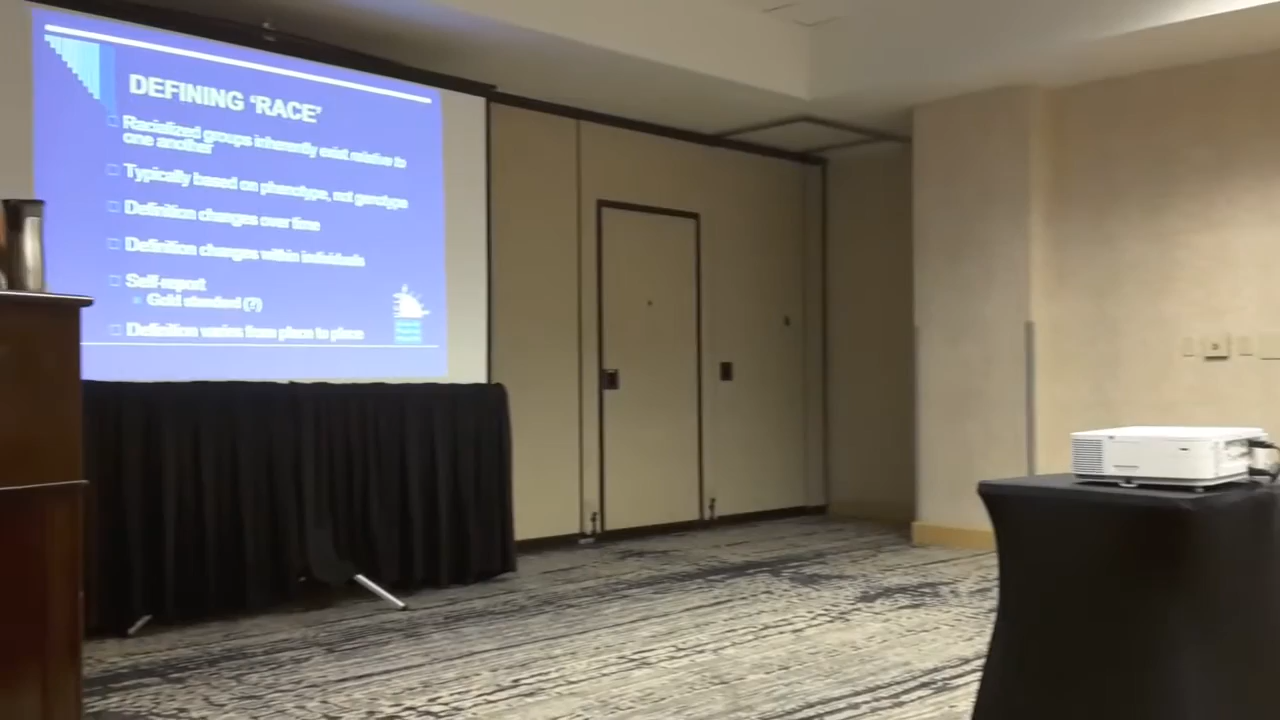 DEFINING ‘RACE’
Racialized groups inherently exist relative to
one another
Typically based on phenotype, not genotype
Definition changes over time
Definition changes within individuals
Self-report
Gold standard (?)
Definition varies from place to place